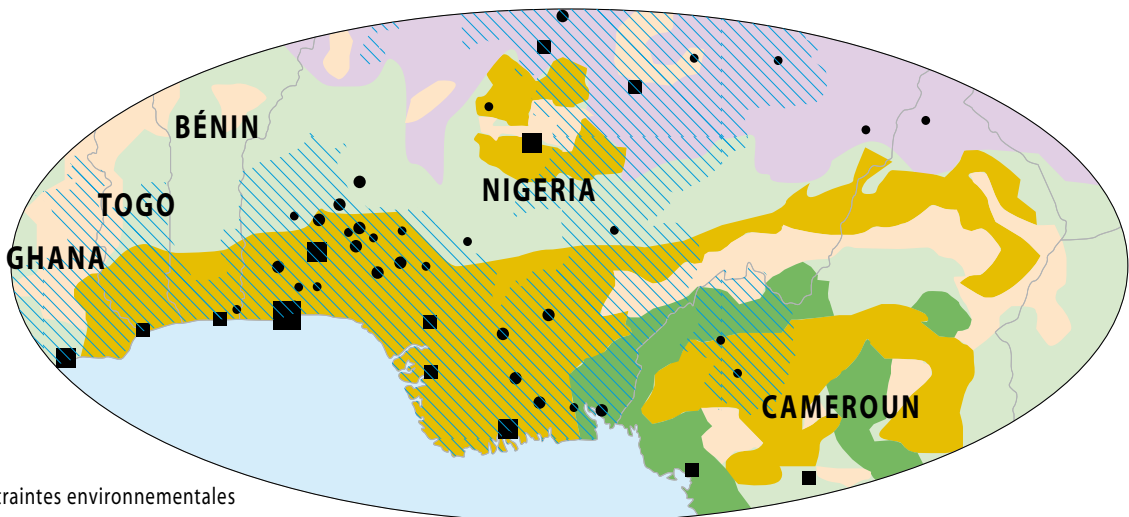 BÉNIN
TOGO
NIGERIA
GHANA
CAMEROUN
traintes environnementales